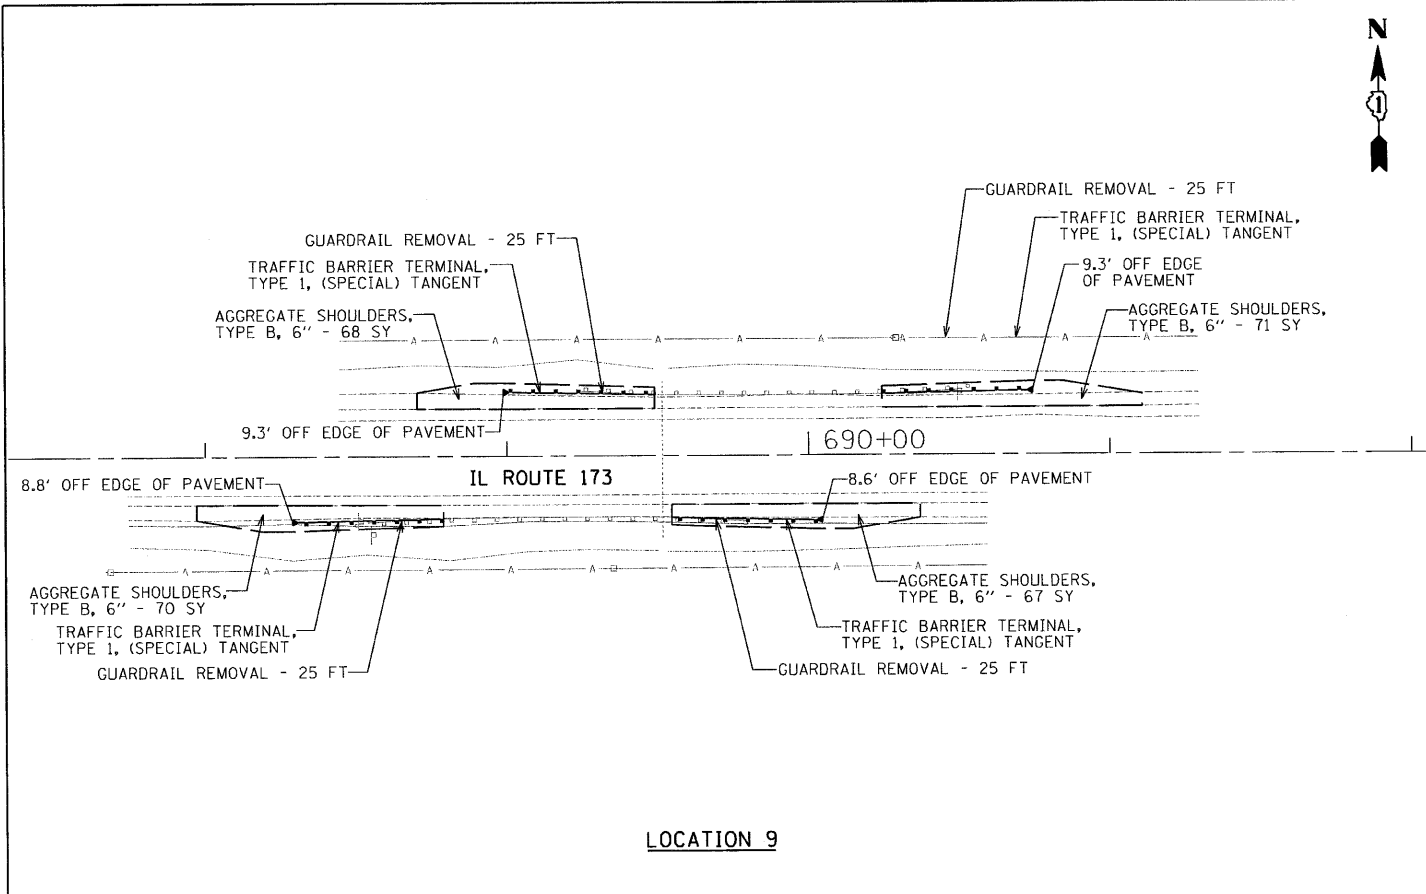 N
1
GUARDRAIL REMOVAL - 25 FT
TRAFFIC BARRIER TERMINAL,
TYPE 1, (SPECIAL) TANGENT
9.3' OFF EDGE
OF PAVEMENT
AGGREGATE SHOULDERS,
TYPE B, 6" - 71 SY
GUARDRAIL REMOVAL - 25 FT
TRAFFIC BARRIER TERMINAL,
TYPE 1, (SPECIAL) TANGENT
AGGREGATE SHOULDERS,
TYPE B, 6" - 68 SY
A A A A A A A A A A
9.3' OFF EDGE OF PAVEMENT
690+00
IL ROUTE 173
8.8' OFF EDGE OF PAVEMENT
8.6' OFF EDGE OF PAVEMENT
P
A A A A A A A A A A
AGGREGATE SHOULDERS,
TYPE B, 6" - 70 SY
TRAFFIC BARRIER TERMINAL,
TYPE 1, (SPECIAL) TANGENT
GUARDRAIL REMOVAL - 25 FT
AGGREGATE SHOULDERS,
TYPE B, 6" - 67 SY
TRAFFIC BARRIER TERMINAL,
TYPE 1, (SPECIAL) TANGENT
GUARDRAIL REMOVAL - 25 FT
LOCATION 9